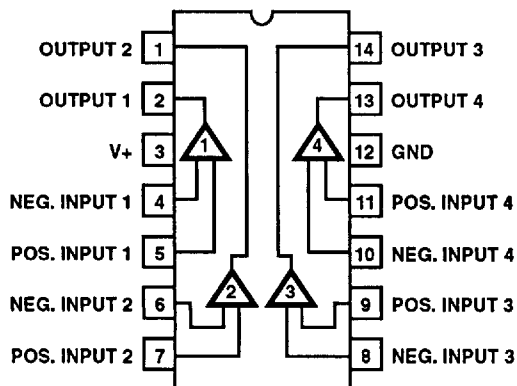 OUTPUT 2 1 14 OUTPUT 3
OUTPUT 1 2 13 OUTPUT 4
V+ 3 1 4 12 GND
NEG. INPUT 1 4 11 POS. INPUT 4
POS. INPUT 1 5 10 NEG. INPUT 4
NEG. INPUT 2 6 2 3 9 POS. INPUT 3
POS. INPUT 2 7 8 NEG. INPUT 3